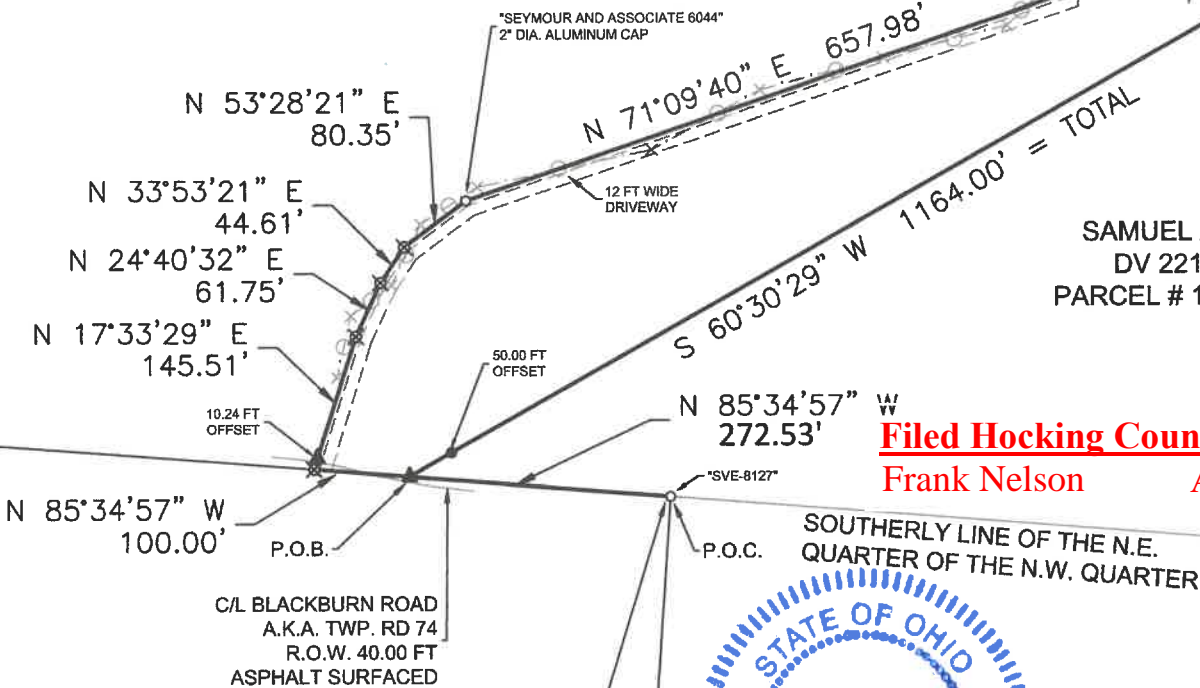 "SEYMOUR AND ASSOCIATE 6044"
2" DIA. ALUMINUM CAP
N 53°28'21" E
80.35'
N 71°09'40" E 657.98'
N 33°53'21" E
44.61'
12 FT WIDE
DRIVEWAY
S 60°30'29" W 1164.00' = TOTAL
SAMUEL
DV 221
PARCEL # 1
N 24°40'32" E
61.75'
N 17°33'29" E
145.51'
50.00 FT
OFFSET
10.24 FT
OFFSET
N 85°34'57" W
272.53'
Filed Hocking Coun
Frank Nelson A
"SVE-8127"
N 85°34'57" W
100.00'
P.O.B.
P.O.C.
SOUTHERLY LINE OF THE N.E.
QUARTER OF THE N.W. QUARTER
C/L BLACKBURN ROAD
A.K.A. TWP. RD 74
R.O.W. 40.00 FT
ASPHALT SURFACED
STATE OF OHIO